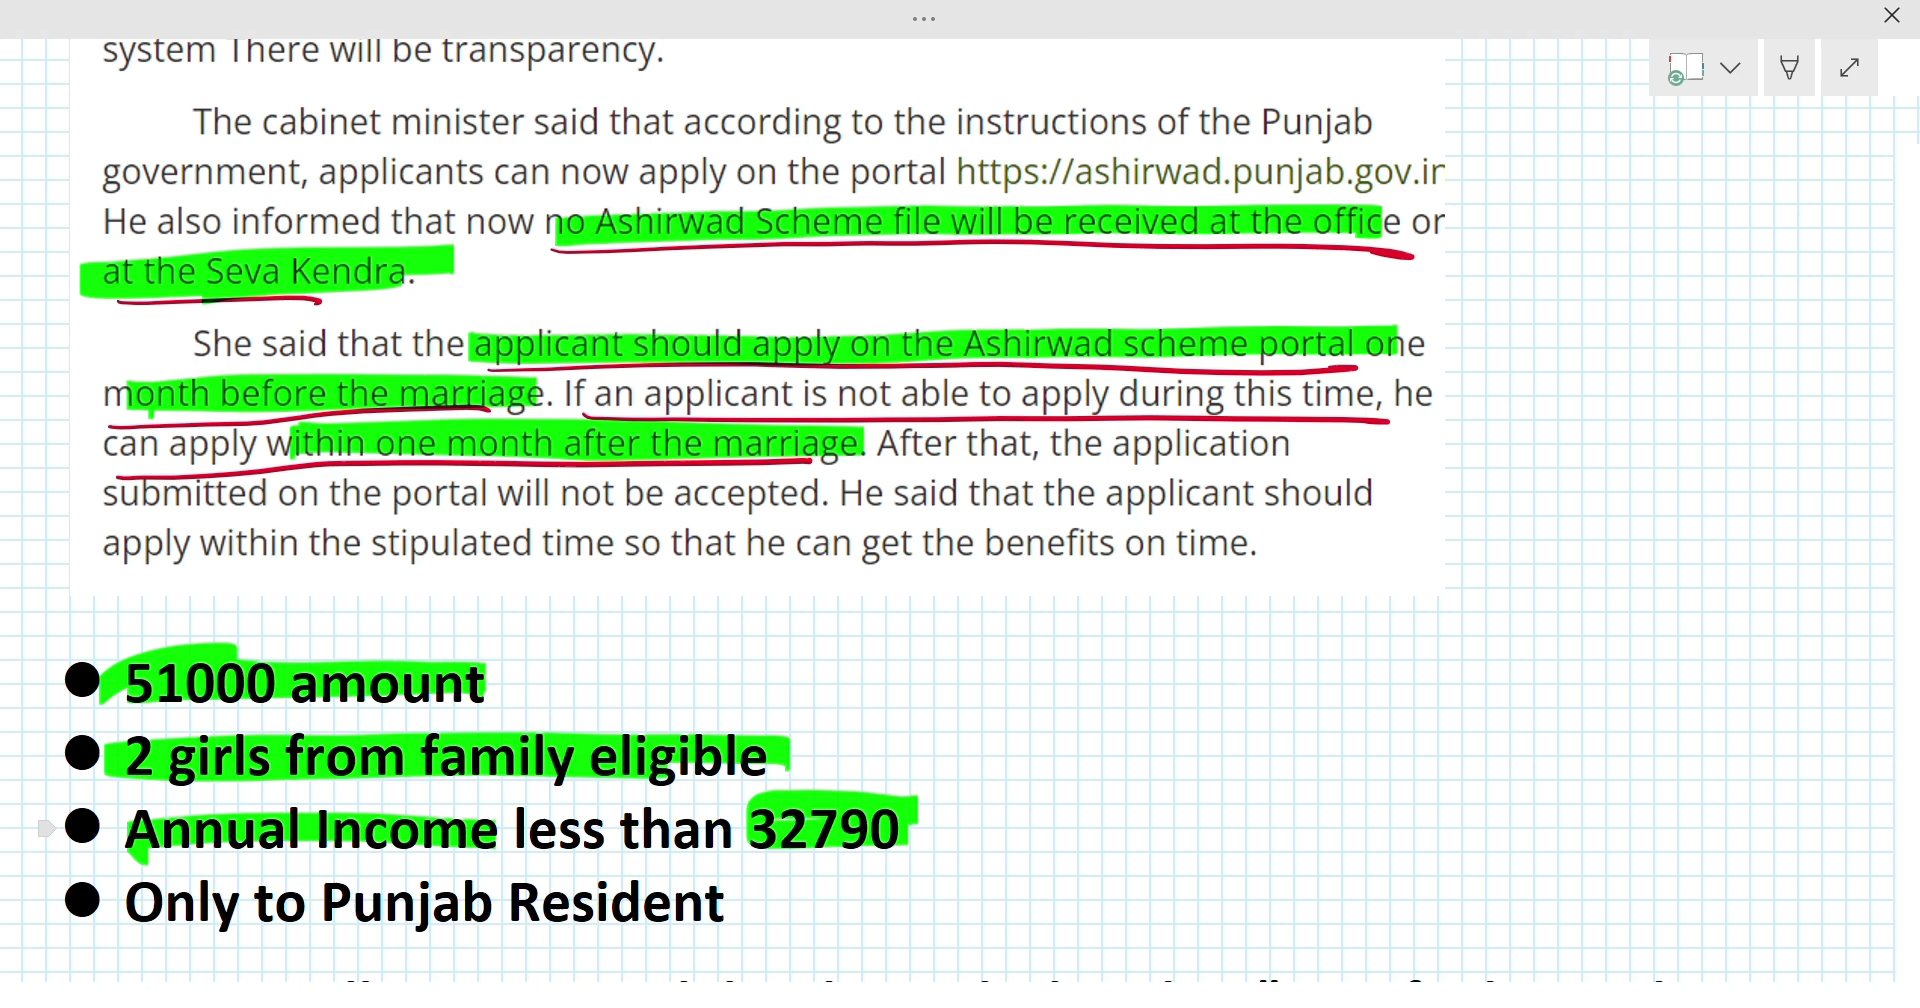 system There will be transparency.
The cabinet minister said that according to the instructions of the Punjab
government, applicants can now apply on the portal https://ashirwad.punjab.gov.in
He also informed that now no Ashirwad Scheme file will be received at the office or
at the Seva Kendra.
She said that the applicant should apply on the Ashirwad scheme portal one
month before the marriage. If an applicant is not able to apply during this time, he
can apply within one month after the marriage. After that, the application
submitted on the portal will not be accepted. He said that the applicant should
apply within the stipulated time so that he can get the benefits on time.
● 51000 amount
● 2 girls from family eligible
● Annual Income less than 32790
● Only to Punjab Resident